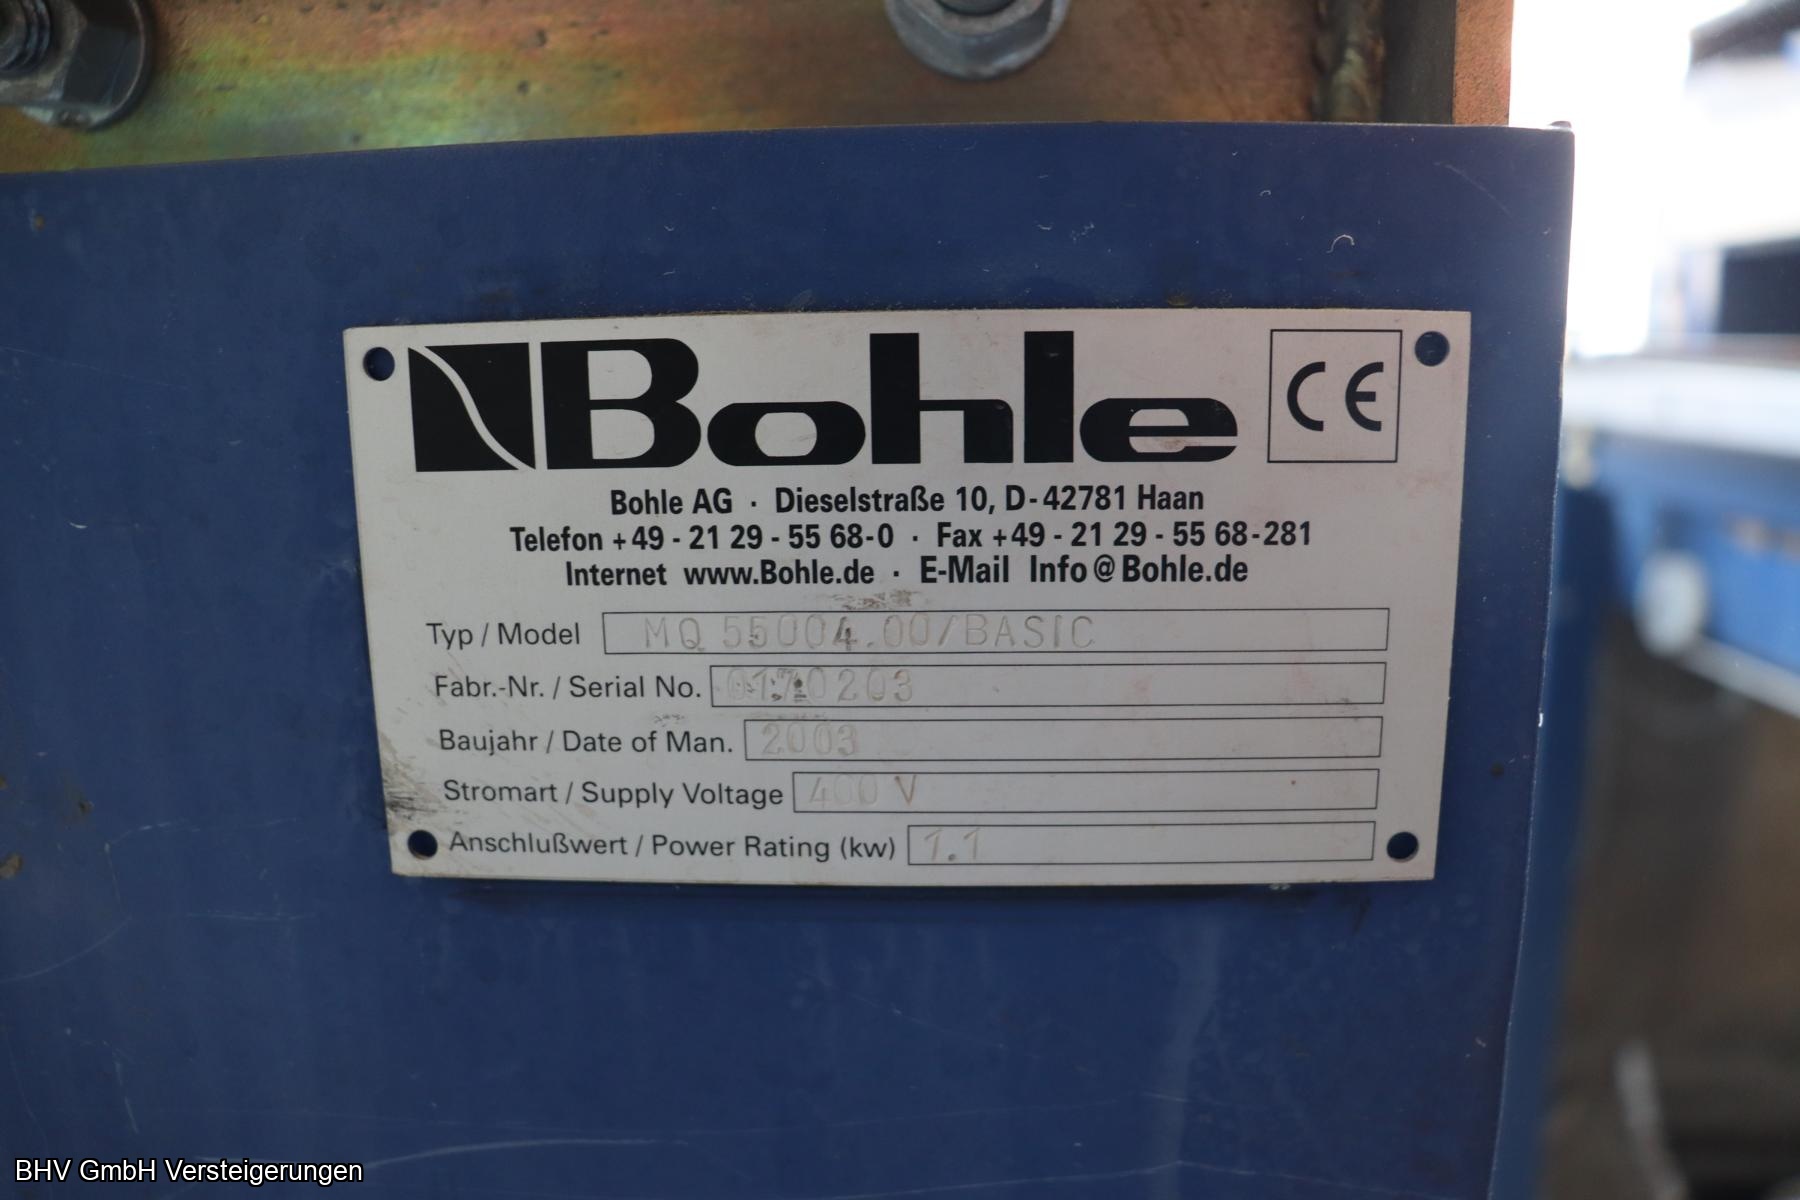 Bohle CE
Bohle AG · Dieselstraße 10, D-42781 Haan
Telefon +49 - 21 29 - 55 68-0 · Fax +49 - 21 29 - 55 68-281
Internet www.Bohle.de · E-Mail Info@Bohle.de
Typ / Model MQ 55004.00/BASIC
Fabr.-Nr. / Serial No. 0170203
Baujahr / Date of Man. 2003
Stromart / Supply Voltage 400 V
Anschlußwert / Power Rating (kw) 1.1
BHV GmbH Versteigerungen